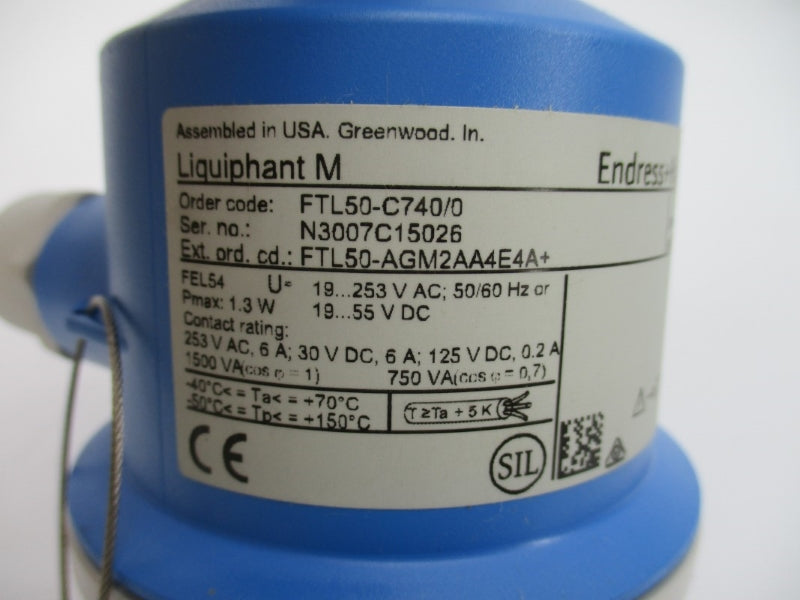 Assembled in USA. Greenwood. In.
Liquiphant M Endress+
Order code: FTL50-C740/0
Ser. no.: N3007C15026
Ext. ord. cd.: FTL50-AGM2AA4E4A+
FEL54 U= 19...253 V AC; 50/60 Hz or
Pmax: 1.3 W 19...55 V DC
Contact rating:
253 V AC, 6 A; 30 V DC, 6 A; 125 V DC, 0.2 A
1500 VA(cos φ = 1) 750 VA(cos φ = 0,7)
-40°C< = Ta< = +70°C
-50°C< = Tp< = +150°C
T ≥Ta + 5 K
CE SIL